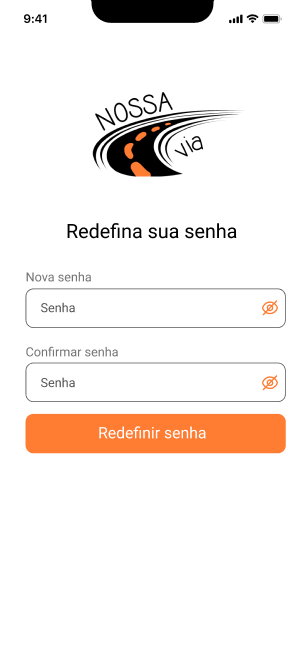 9:41
NOSSA
via
Redefina sua senha
Nova senha
Senha
Confirmar senha
Senha
Redefinir senha